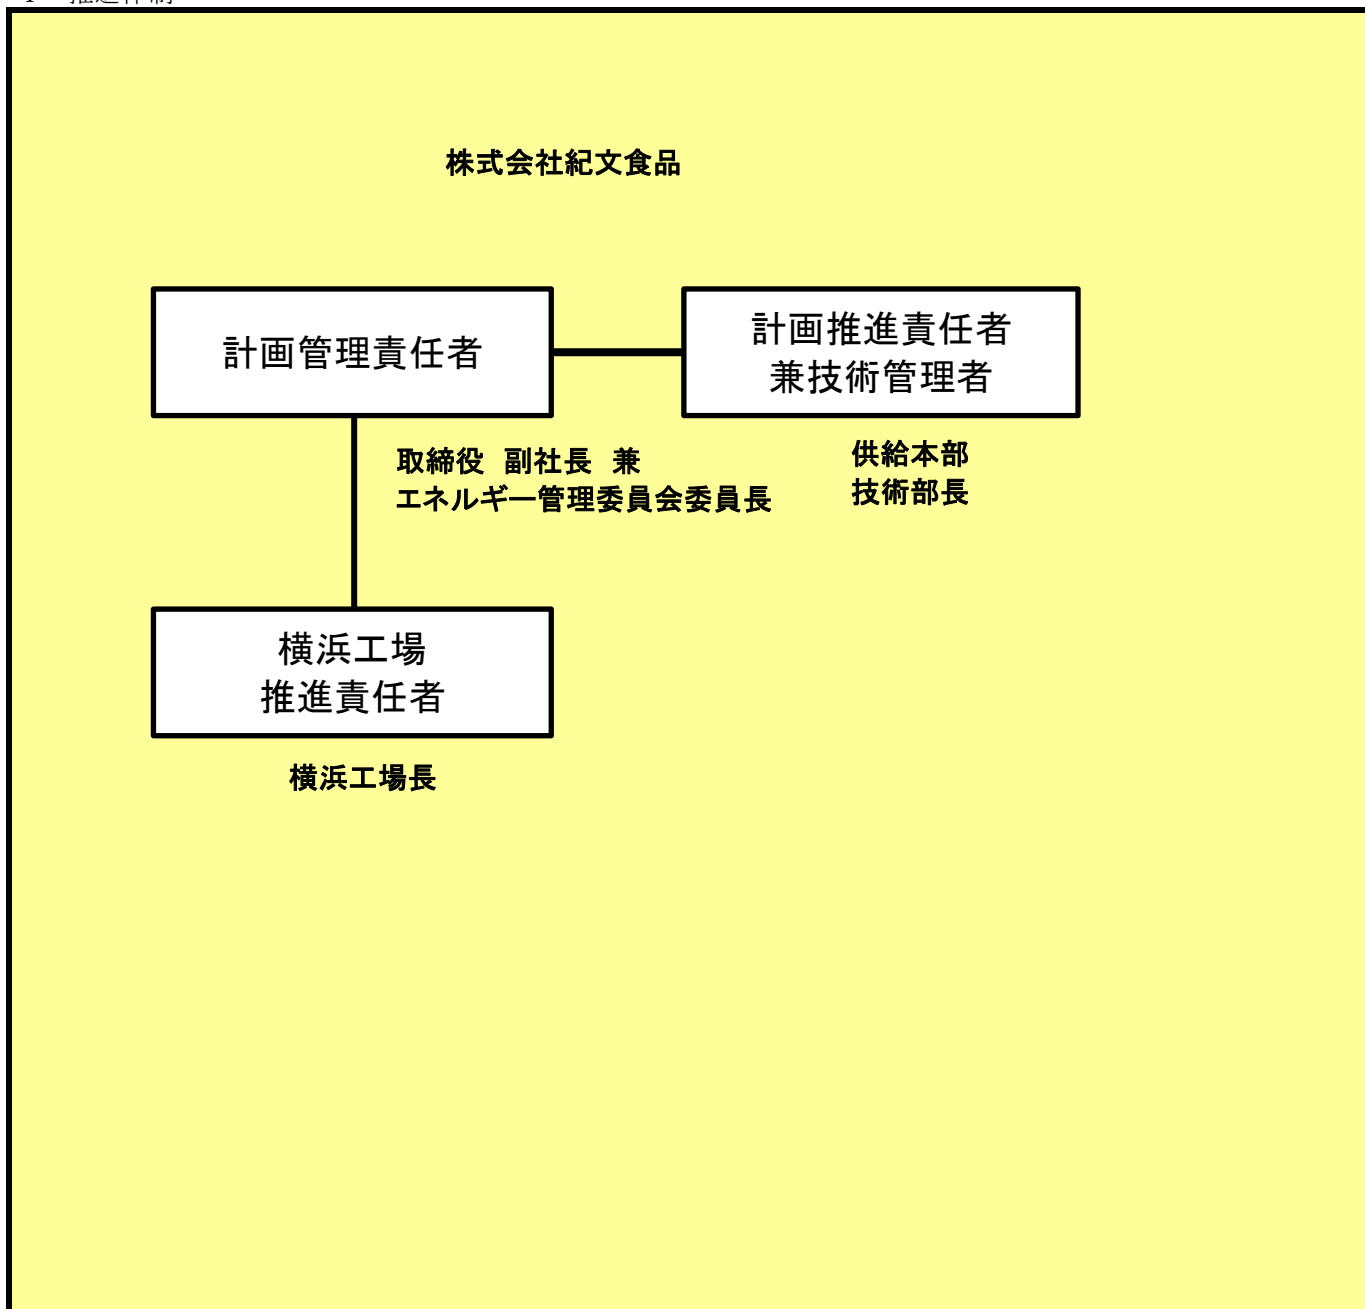 株式会社紀文食品
計画管理責任者
計画推進責任者
兼技術管理者
取締役 副社長 兼
エネルギー管理委員会委員長
供給本部
技術部長
横浜工場
推進責任者
横浜工場長